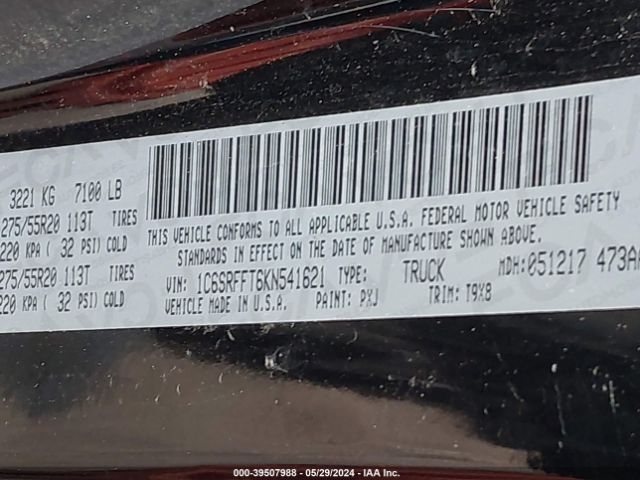 3221 KG 7100 LB
275/55R20 113T TIRES
220 KPA ( 32 PSI) COLD
275/55R20 113T TIRES
220 KPA ( 32 PSI) COLD
THIS VEHICLE CONFORMS TO ALL APPLICABLE U.S.A. FEDERAL MOTOR VEHICLE SAFETY
STANDARDS IN EFFECT ON THE DATE OF MANUFACTURE SHOWN ABOVE.
VIN: 1C6SRFFT6KN541621 TYPE: TRUCK MDH: 051217 473
VEHICLE MADE IN U.S.A. PAINT: PXJ TRIM: T9X8
000-39507988 - 05/29/2024 - IAA Inc.